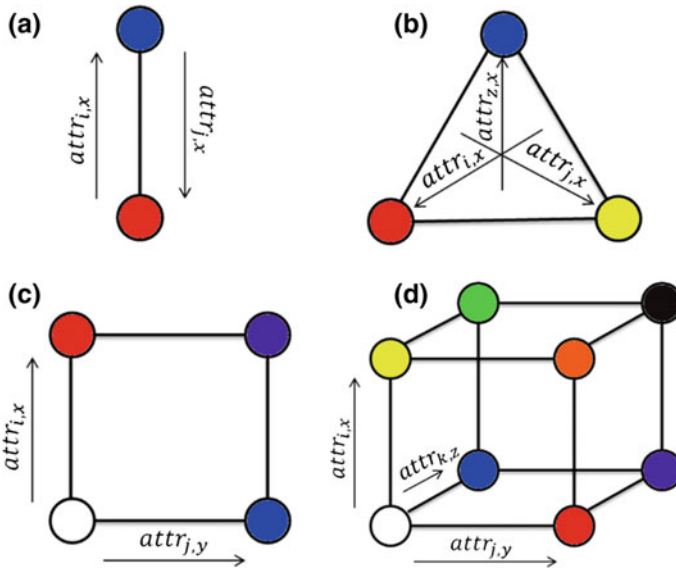 (a)
attr_{i,x}
attr_{j,x}
(b)
attr_{z,x}
attr_{i,x}
attr_{j,x}
(c)
attr_{i,x}
attr_{j,y}
(d)
attr_{i,x}
attr_{k,z}
attr_{j,y}